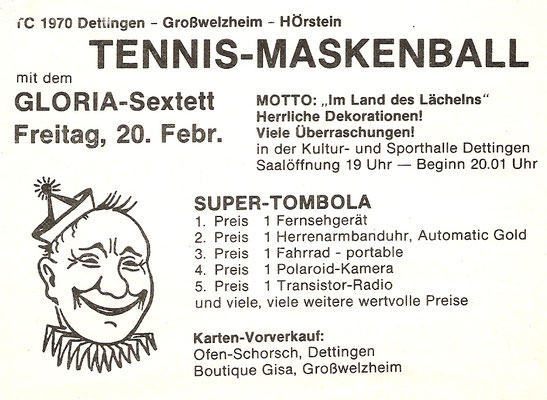 TC 1970 Dettingen - Großwelzheim - Hörstein
TENNIS-MASKENBALL
mit dem
GLORIA-Sextett
Freitag, 20. Febr.
MOTTO: „Im Land des Lächelns"
Herrliche Dekorationen!
Viele Überraschungen!
in der Kultur- und Sporthalle Dettingen
Saalöffnung 19 Uhr — Beginn 20.01 Uhr
SUPER-TOMBOLA
1. Preis 1 Fernsehgerät
2. Preis 1 Herrenarmbanduhr, Automatic Gold
3. Preis 1 Fahrrad - portable
4. Preis 1 Polaroid-Kamera
5. Preis 1 Transistor-Radio
und viele, viele weitere wertvolle Preise
Karten-Vorverkauf:
Ofen-Schorsch, Dettingen
Boutique Gisa, Großwelzheim